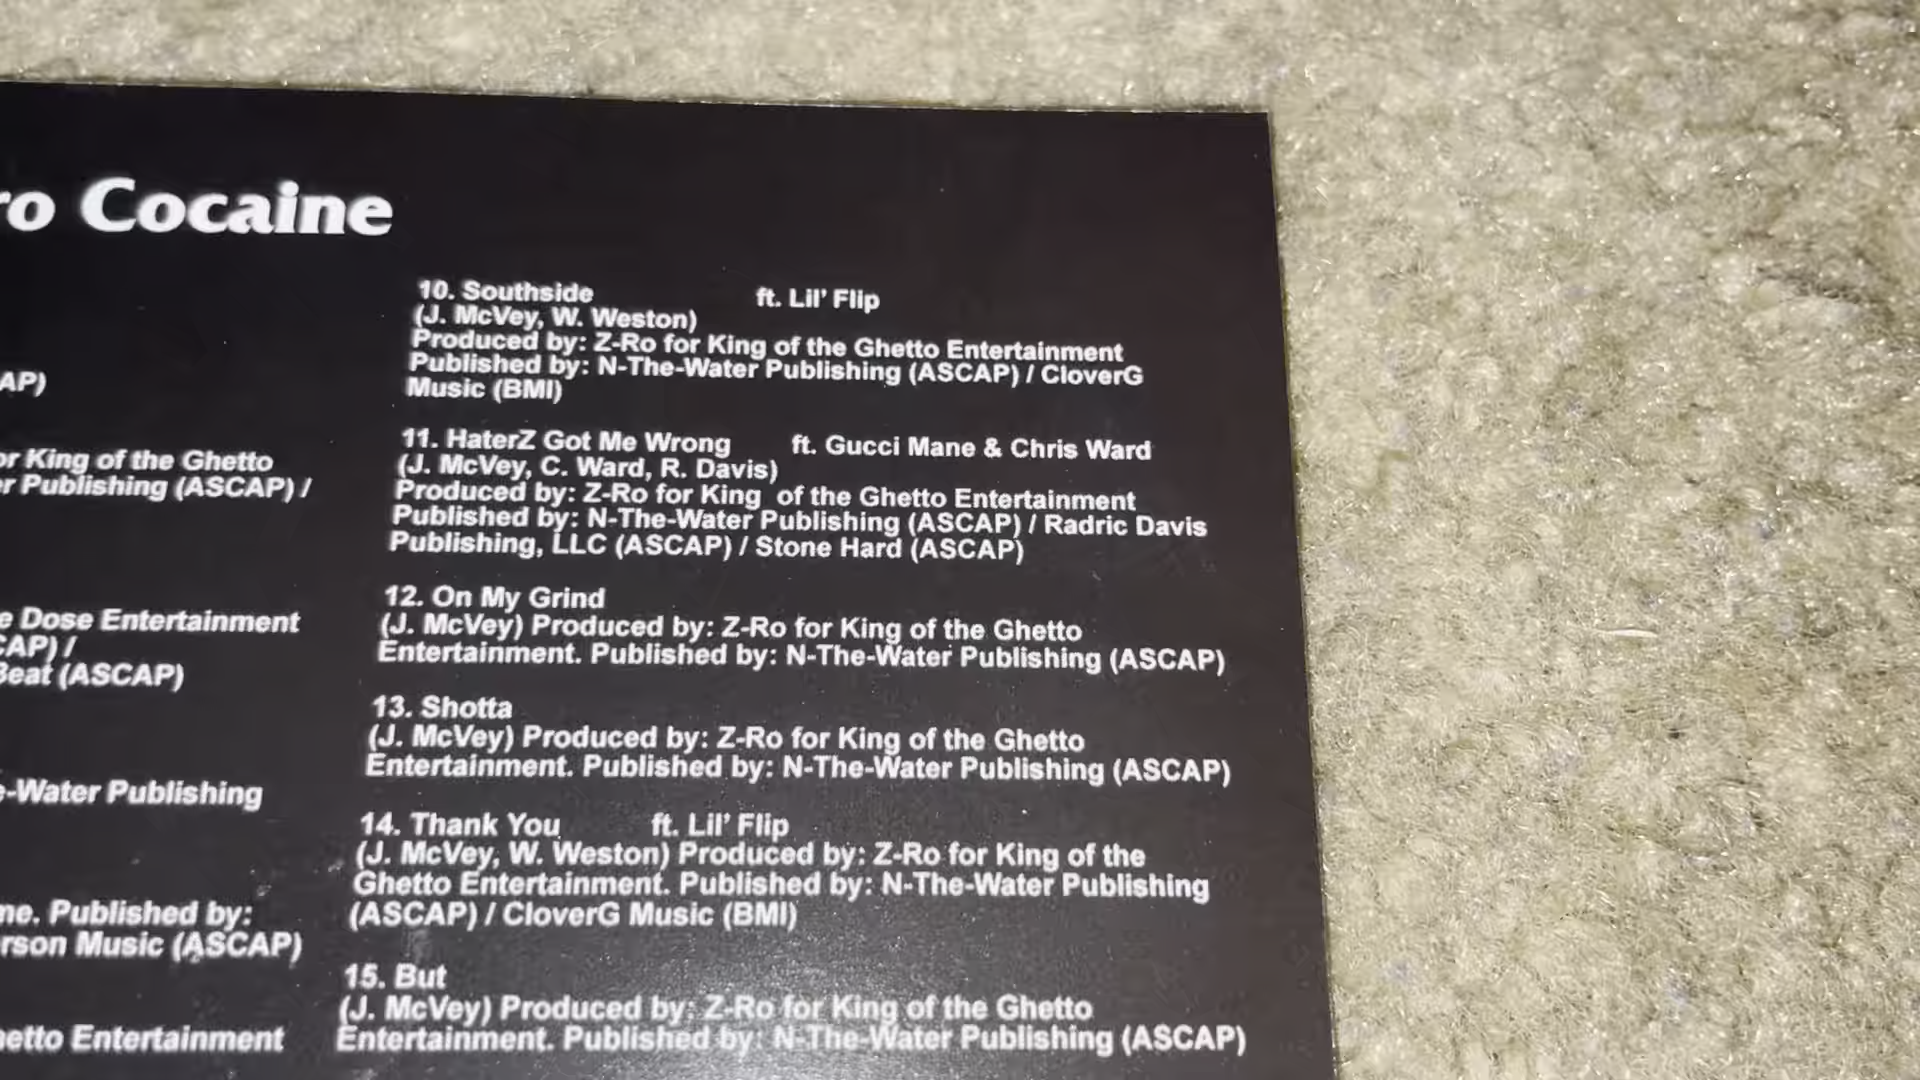 ro Cocaine
AP)
or King of the Ghetto
er Publishing (ASCAP) /
e Dose Entertainment
CAP) /
Beat (ASCAP)
e-Water Publishing
me. Published by:
rson Music (ASCAP)
hetto Entertainment
10. Southside ft. Lil' Flip
(J. McVey, W. Weston)
Produced by: Z-Ro for King of the Ghetto Entertainment
Published by: N-The-Water Publishing (ASCAP) / CloverG
Music (BMI)
11. HaterZ Got Me Wrong ft. Gucci Mane & Chris Ward
(J. McVey, C. Ward, R. Davis)
Produced by: Z-Ro for King of the Ghetto Entertainment
Published by: N-The-Water Publishing (ASCAP) / Radric Davis
Publishing, LLC (ASCAP) / Stone Hard (ASCAP)
12. On My Grind
(J. McVey) Produced by: Z-Ro for King of the Ghetto
Entertainment. Published by: N-The-Water Publishing (ASCAP)
13. Shotta
(J. McVey) Produced by: Z-Ro for King of the Ghetto
Entertainment. Published by: N-The-Water Publishing (ASCAP)
14. Thank You ft. Lil' Flip
(J. McVey, W. Weston) Produced by: Z-Ro for King of the
Ghetto Entertainment. Published by: N-The-Water Publishing
(ASCAP) / CloverG Music (BMI)
15. But
(J. McVey) Produced by: Z-Ro for King of the Ghetto
Entertainment. Published by: N-The-Water Publishing (ASCAP)